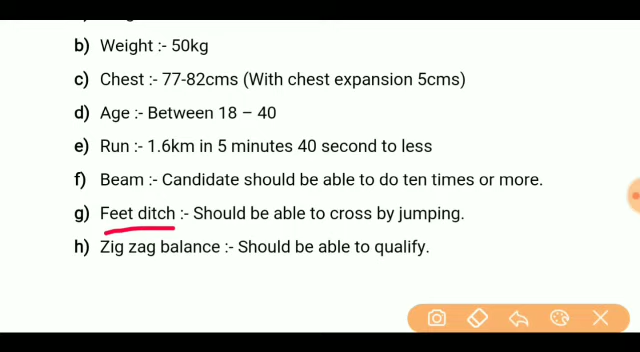 b) Weight :- 50kg
c) Chest :- 77-82cms (With chest expansion 5cms)
d) Age :- Between 18 – 40
e) Run :- 1.6km in 5 minutes 40 second to less
f) Beam :- Candidate should be able to do ten times or more.
g) Feet ditch :- Should be able to cross by jumping.
h) Zig zag balance :- Should be able to qualify.